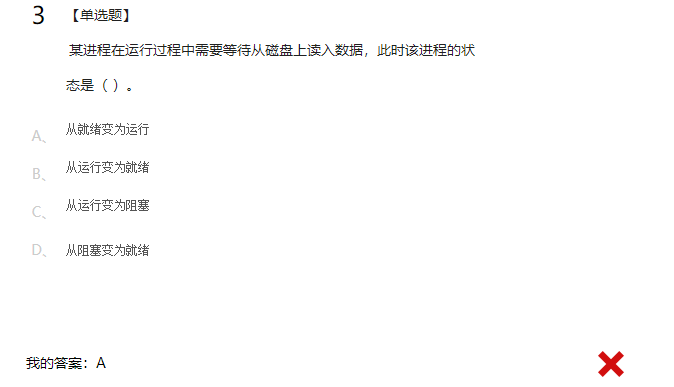 3 【单选题】
某进程在运行过程中需要等待从磁盘上读入数据，此时该进程的状
态是（ ）。
A、 从就绪变为运行
B、 从运行变为就绪
C、 从运行变为阻塞
D、 从阻塞变为就绪
我的答案：A